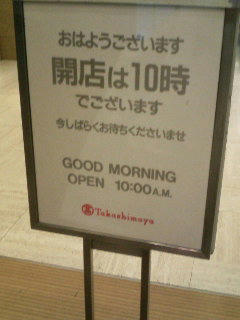 おはようございます
開店は10時
でございます
今しばらくお待ちくださいませ
GOOD MORNING
OPEN 10:00A.M.
髙 Takashimaya